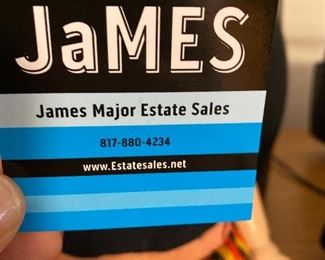 JaMES
James Major Estate Sales
817-880-4234
www.Estatesales.net